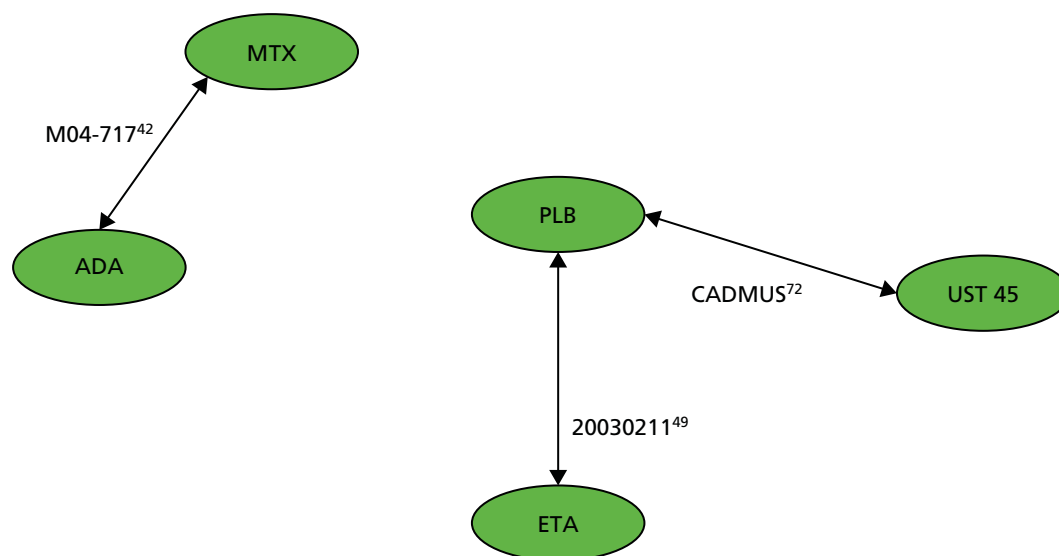 MTX
M04-717⁴²
ADA
PLB
CADMUS⁷²
UST 45
20030211⁴⁹
ETA